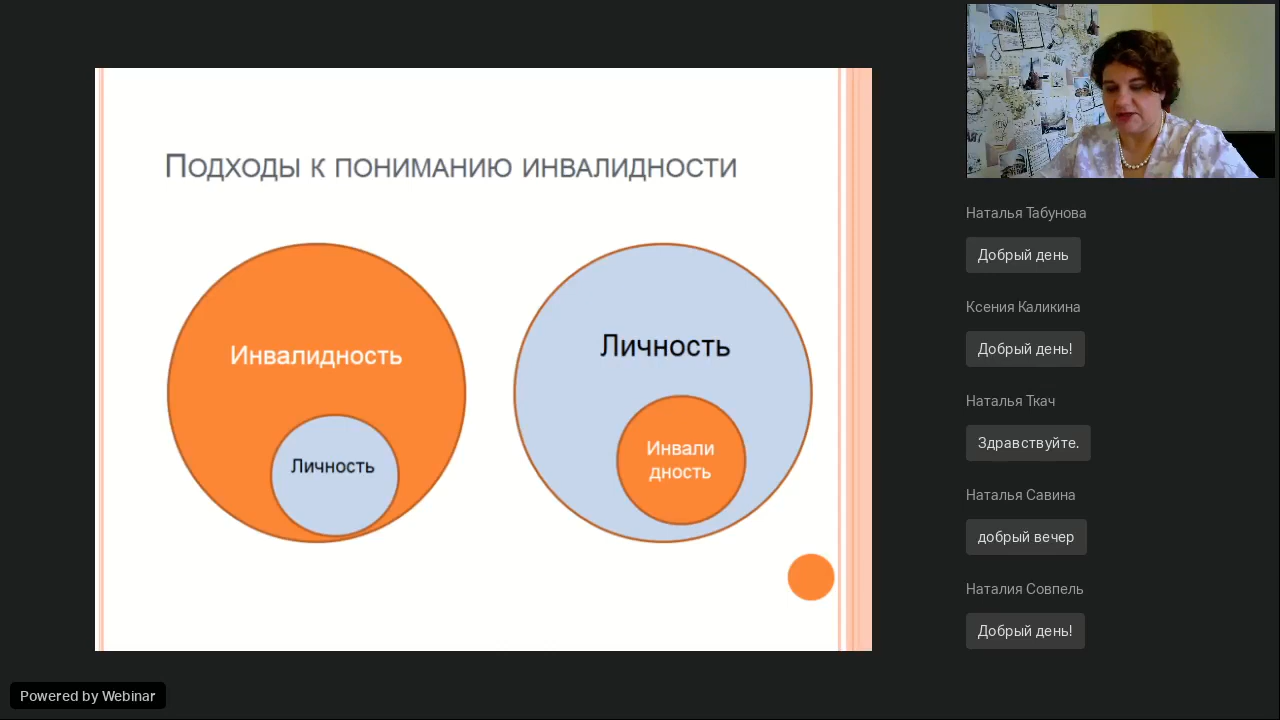 Подходы к пониманию инвалидности
Инвалидность
Личность
Личность
Инвали
дность
Наталья Табунова
Добрый день
Ксения Каликина
Добрый день!
Наталья Ткач
Здравствуйте.
Наталья Савина
добрый вечер
Наталия Совпель
Добрый день!
Powered by Webinar